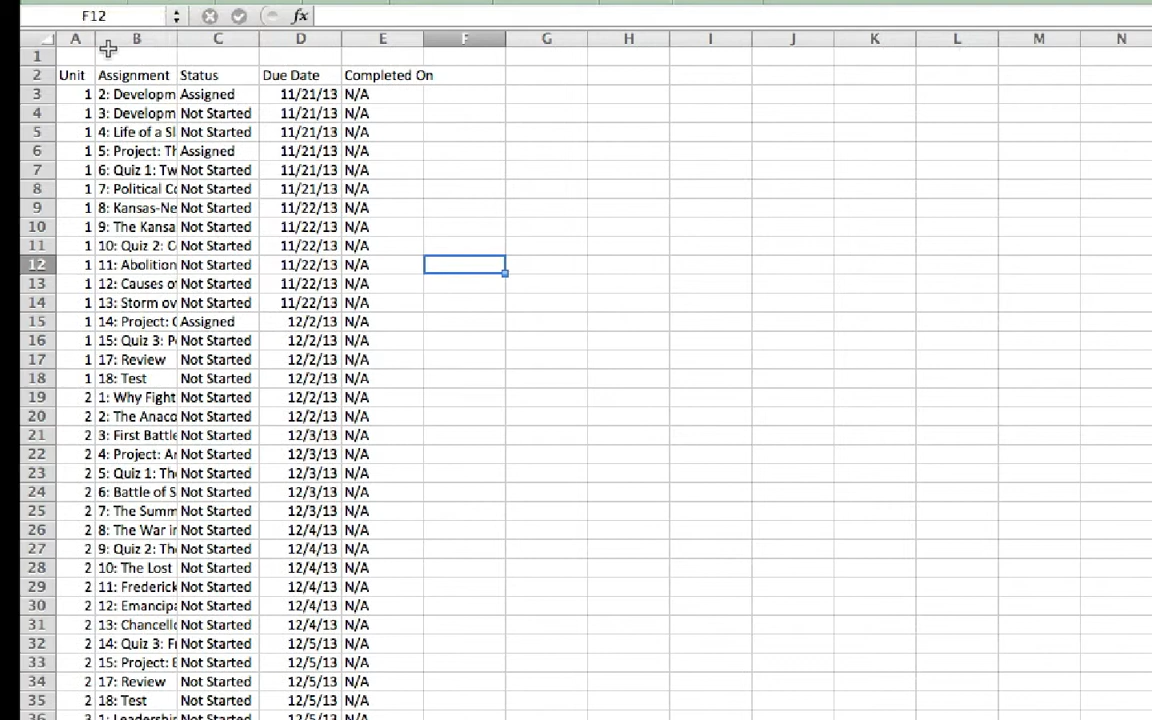 F12 fx
A B C D E F G H I J K L M N
1
2 Unit Assignment Status Due Date Completed On
3 1 2: Developm Assigned 11/21/13 N/A
4 1 3: Developm Not Started 11/21/13 N/A
5 1 4: Life of a Sl Not Started 11/21/13 N/A
6 1 5: Project: Th Assigned 11/21/13 N/A
7 1 6: Quiz 1: Tw Not Started 11/21/13 N/A
8 1 7: Political Co Not Started 11/21/13 N/A
9 1 8: Kansas-Ne Not Started 11/22/13 N/A
10 1 9: The Kansa Not Started 11/22/13 N/A
11 1 10: Quiz 2: C Not Started 11/22/13 N/A
12 1 11: Abolition Not Started 11/22/13 N/A
13 1 12: Causes of Not Started 11/22/13 N/A
14 1 13: Storm ov Not Started 11/22/13 N/A
15 1 14: Project: C Assigned 12/2/13 N/A
16 1 15: Quiz 3: Po Not Started 12/2/13 N/A
17 1 17: Review Not Started 12/2/13 N/A
18 1 18: Test Not Started 12/2/13 N/A
19 2 1: Why Fight Not Started 12/2/13 N/A
20 2 2: The Anaco Not Started 12/2/13 N/A
21 2 3: First Battle Not Started 12/3/13 N/A
22 2 4: Project: An Not Started 12/3/13 N/A
23 2 5: Quiz 1: The Not Started 12/3/13 N/A
24 2 6: Battle of S Not Started 12/3/13 N/A
25 2 7: The Summ Not Started 12/3/13 N/A
26 2 8: The War in Not Started 12/4/13 N/A
27 2 9: Quiz 2: The Not Started 12/4/13 N/A
28 2 10: The Lost Not Started 12/4/13 N/A
29 2 11: Frederick Not Started 12/4/13 N/A
30 2 12: Emancipa Not Started 12/4/13 N/A
31 2 13: Chancello Not Started 12/4/13 N/A
32 2 14: Quiz 3: Fr Not Started 12/5/13 N/A
33 2 15: Project: E Not Started 12/5/13 N/A
34 2 17: Review Not Started 12/5/13 N/A
35 2 18: Test Not Started 12/5/13 N/A
36 3 1: Leadership Not Started 12/5/13 N/A